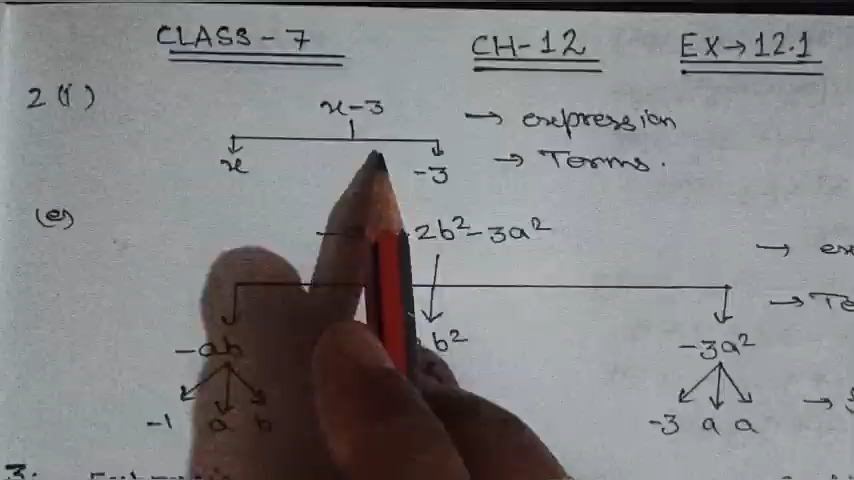 CLASS - 7 CH-12 EX→12.1
2 (i) x-3 → expression
x -3 → Terms.
(e) 2b²-3a²
-ab b² -3a²
-1 a b -3 a a
3.